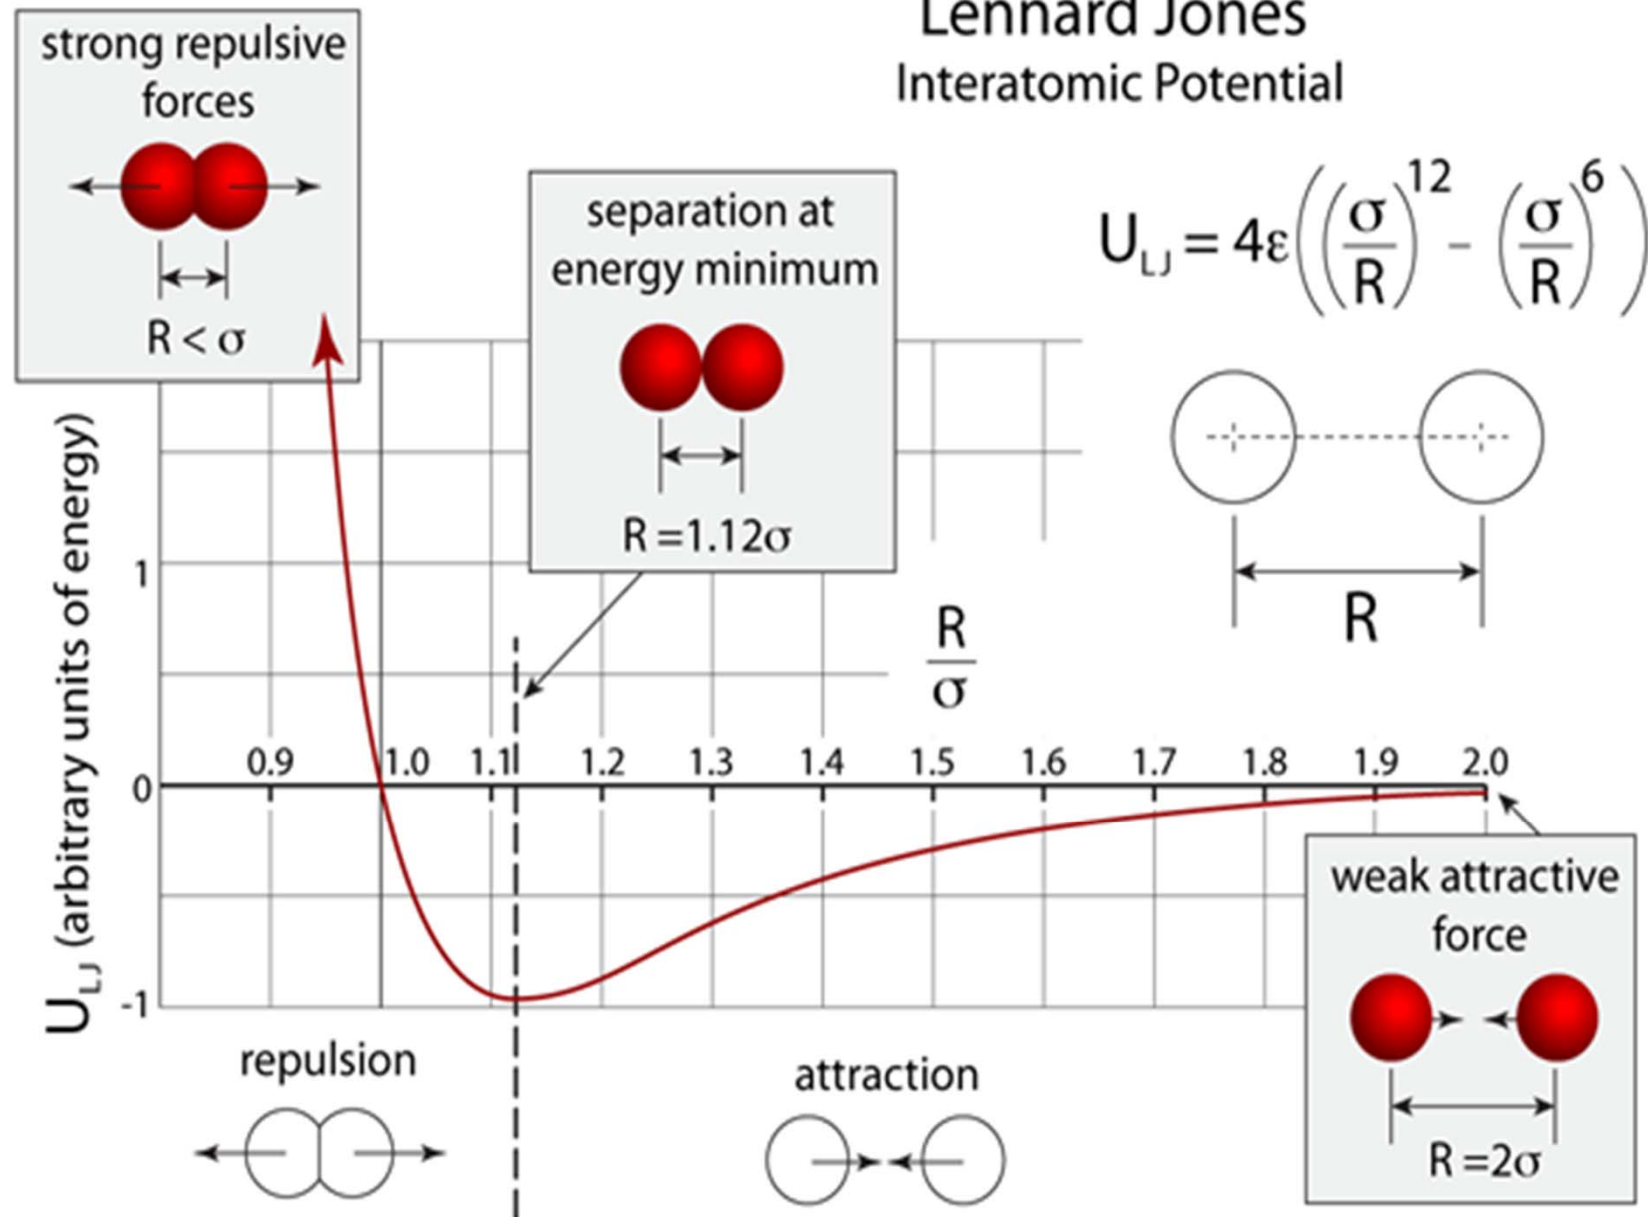 Lennard Jones
Interatomic Potential
strong repulsive
forces
R < σ
separation at
energy minimum
R =1.12σ
U_LJ = 4ε((σ/R)^12 - (σ/R)^6)
R
R/σ
U_LJ (arbitrary units of energy)
1
0
-1
0.9 1.0 1.1 1.2 1.3 1.4 1.5 1.6 1.7 1.8 1.9 2.0
weak attractive
force
R =2σ
repulsion
attraction